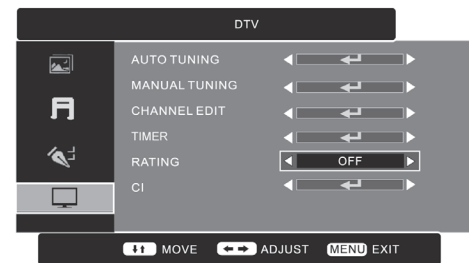 DTV
AUTO TUNING
MANUAL TUNING
CHANNEL EDIT
TIMER
RATING OFF
CI
MOVE ADJUST MENU EXIT